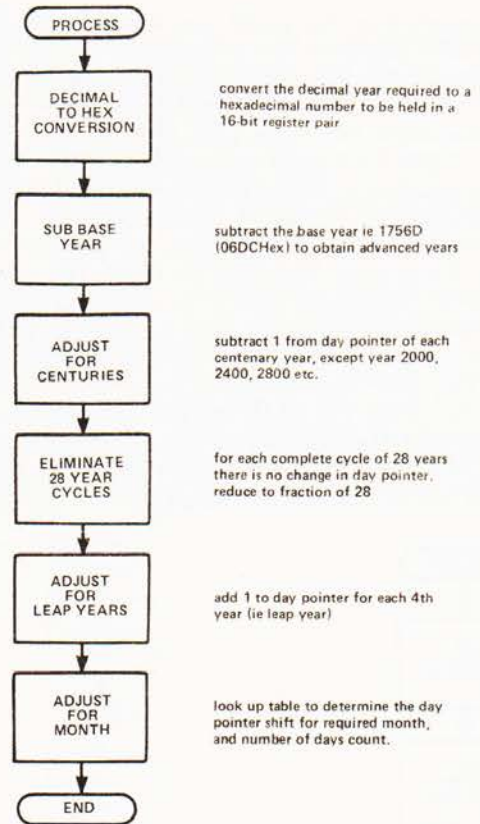 PROCESS
DECIMAL
TO HEX
CONVERSION
convert the decimal year required to a
hexadecimal number to be held in a
16-bit register pair
SUB BASE
YEAR
subtract the base year ie 1756D
(06DCHex) to obtain advanced years
ADJUST
FOR
CENTURIES
subtract 1 from day pointer of each
centenary year, except year 2000,
2400, 2800 etc.
ELIMINATE
28 YEAR
CYCLES
for each complete cycle of 28 years
there is no change in day pointer.
reduce to fraction of 28
ADJUST
FOR
LEAP YEARS
add 1 to day pointer for each 4th
year (ie leap year)
ADJUST
FOR
MONTH
look up table to determine the day
pointer shift for required month,
and number of days count.
END